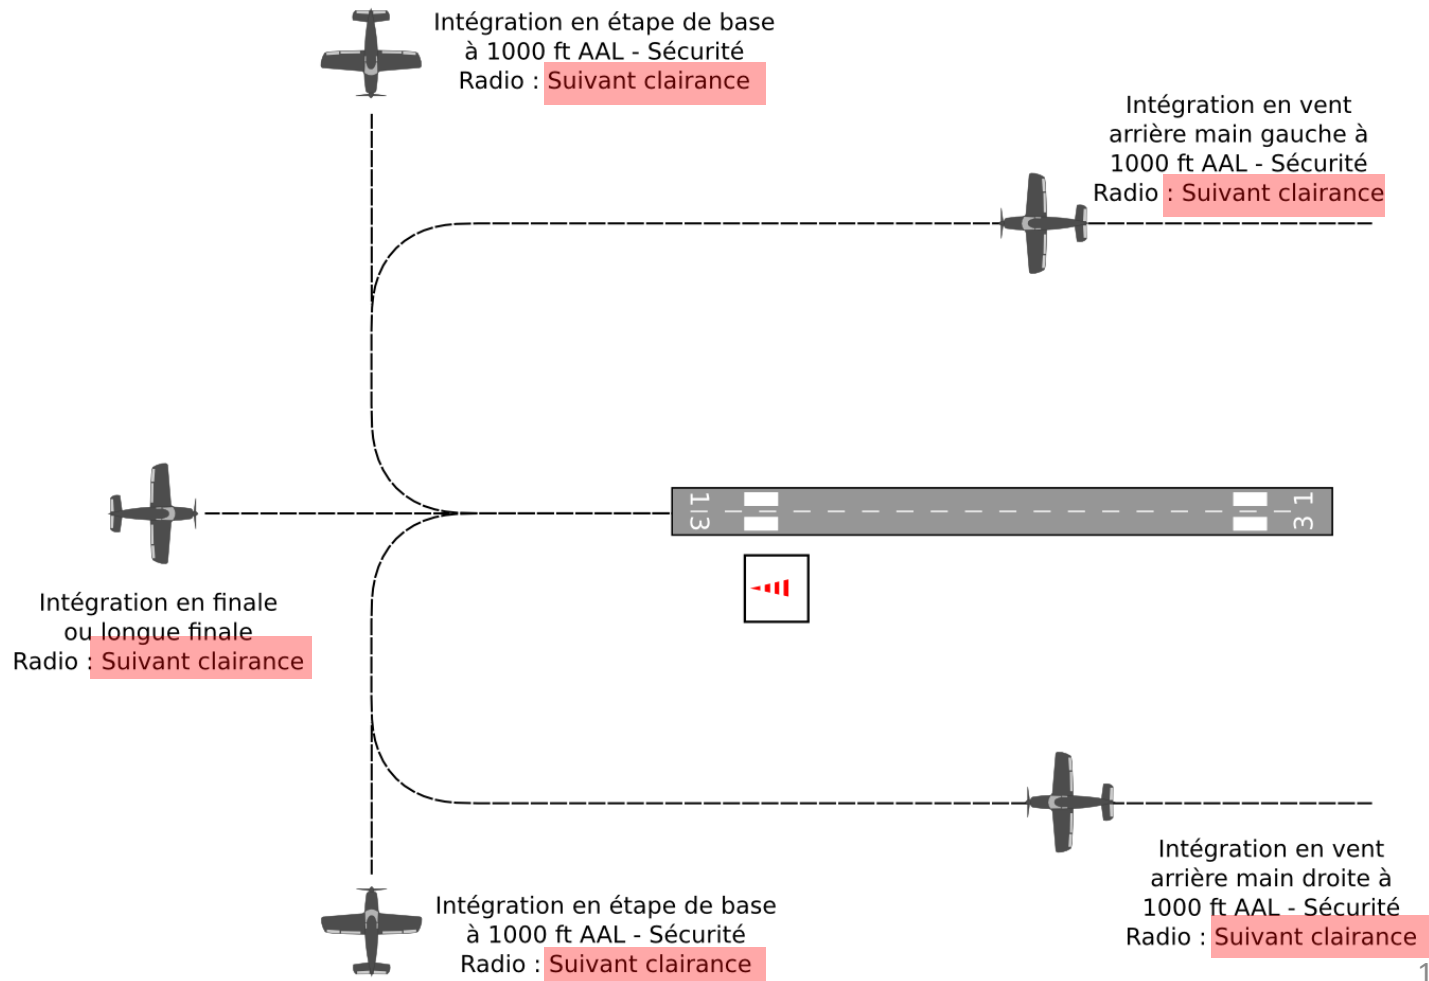 Intégration en étape de base
à 1000 ft AAL - Sécurité
Radio : Suivant clairance
Intégration en vent
arrière main gauche à
1000 ft AAL - Sécurité
Radio : Suivant clairance
13
13
Intégration en finale
ou longue finale
Radio : Suivant clairance
Intégration en vent
arrière main droite à
1000 ft AAL - Sécurité
Radio : Suivant clairance
Intégration en étape de base
à 1000 ft AAL - Sécurité
Radio : Suivant clairance
1